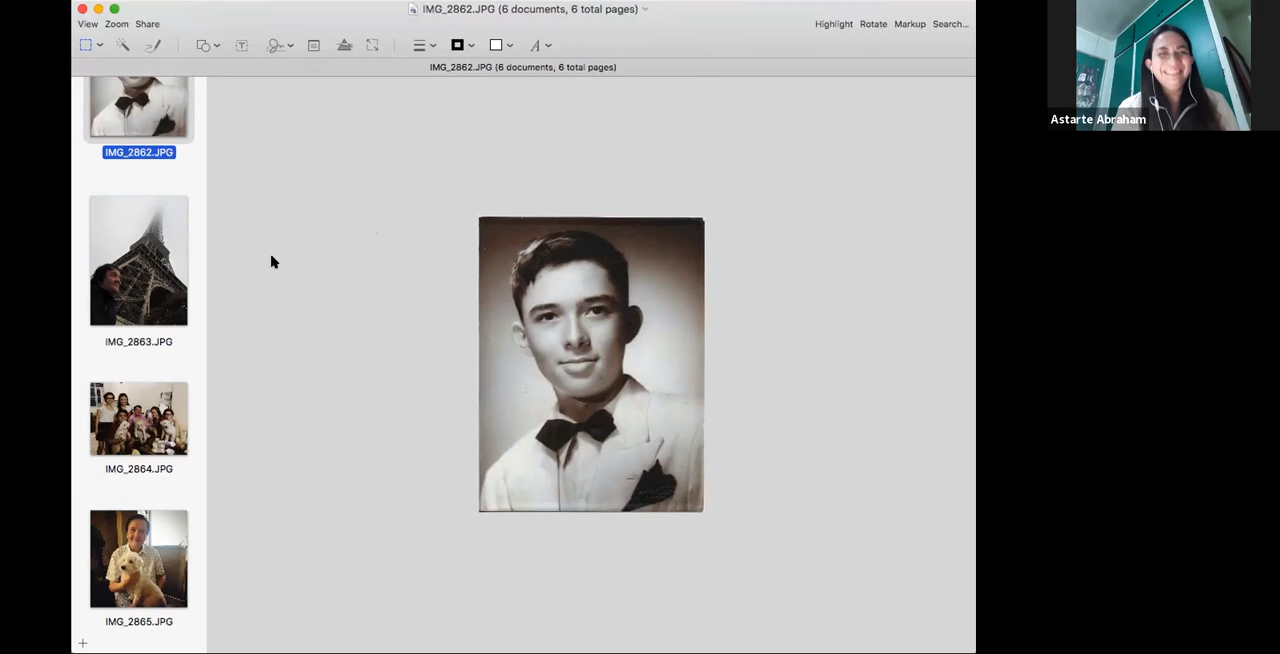 IMG_2862.JPG (6 documents, 6 total pages)
View Zoom Share
Highlight Rotate Markup Search...
IMG_2862.JPG (6 documents, 6 total pages)
IMG_2862.JPG
IMG_2863.JPG
IMG_2864.JPG
IMG_2865.JPG
Astarte Abraham